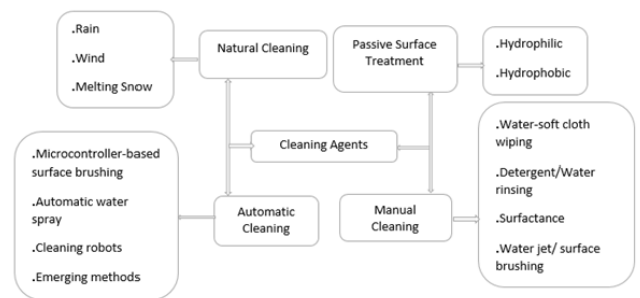 .Rain
.Wind
.Melting Snow
Natural Cleaning
Passive Surface
Treatment
.Hydrophilic
.Hydrophobic
Cleaning Agents
.Microcontroller-based
surface brushing
.Automatic water
spray
.Cleaning robots
.Emerging methods
Automatic
Cleaning
Manual
Cleaning
.Water-soft cloth
wiping
.Detergent/Water
rinsing
.Surfactance
.Water jet/ surface
brushing